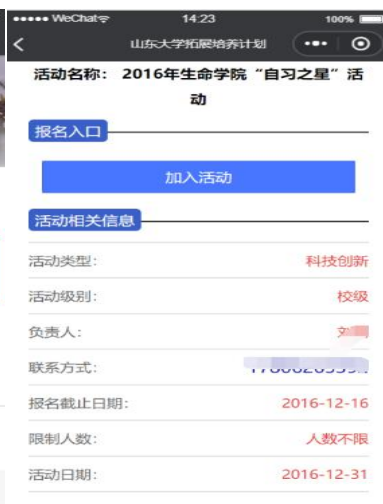 WeChat 14:23 100%
山东大学拓展培养计划
活动名称： 2016年生命学院“自习之星”活
动
报名入口
加入活动
活动相关信息
活动类型： 科技创新
活动级别： 校级
负责人：
联系方式：
报名截止日期： 2016-12-16
限制人数： 人数不限
活动日期： 2016-12-31